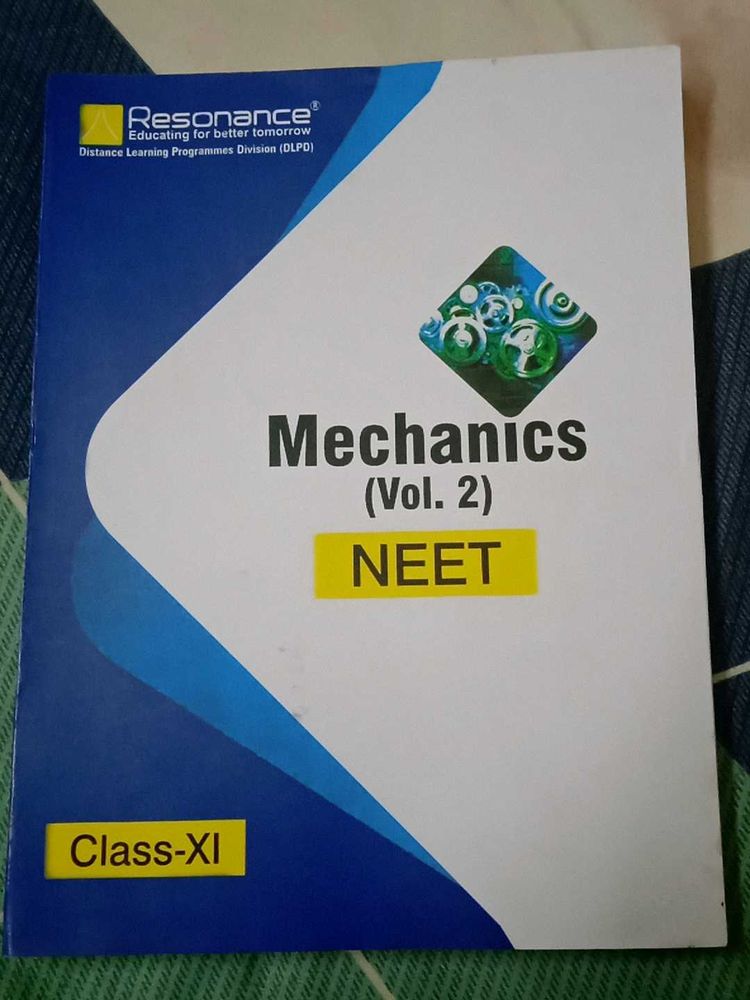 Resonance®
Educating for better tomorrow
Distance Learning Programmes Division (DLPD)
Mechanics
(Vol. 2)
NEET
Class-XI